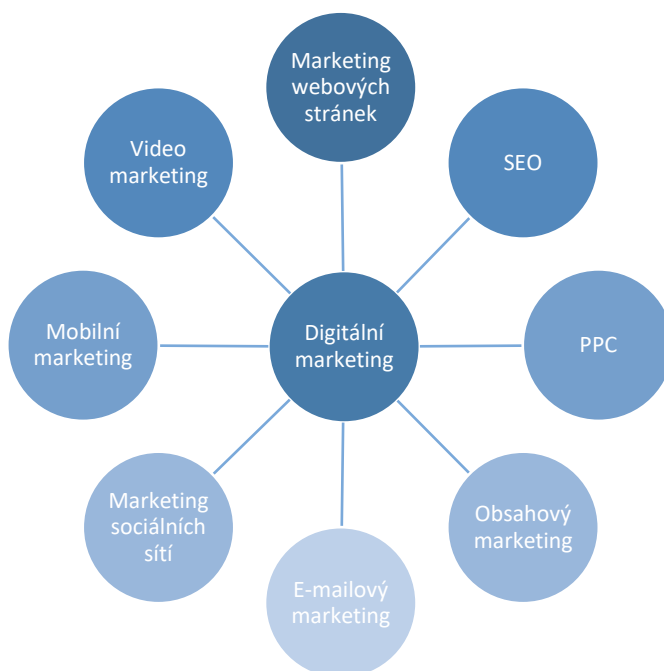 Marketing
webových
stránek
SEO
PPC
Obsahový
marketing
E-mailový
marketing
Marketing
sociálních
sítí
Mobilní
marketing
Video
marketing
Digitální
marketing